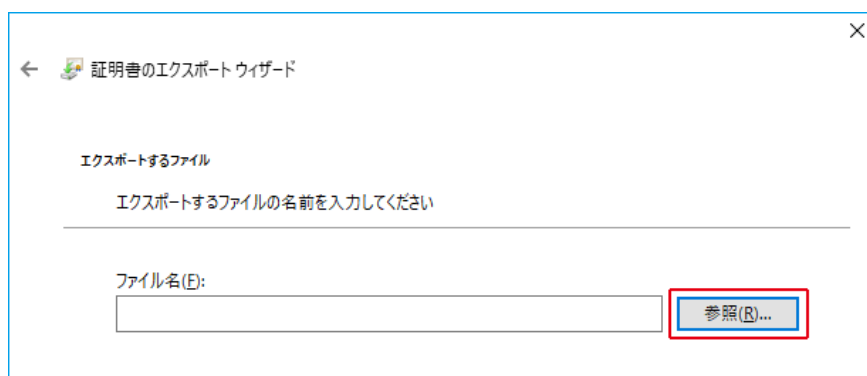 証明書のエクスポート ウィザード
エクスポートするファイル
エクスポートするファイルの名前を入力してください
ファイル名(F):
参照(R)...